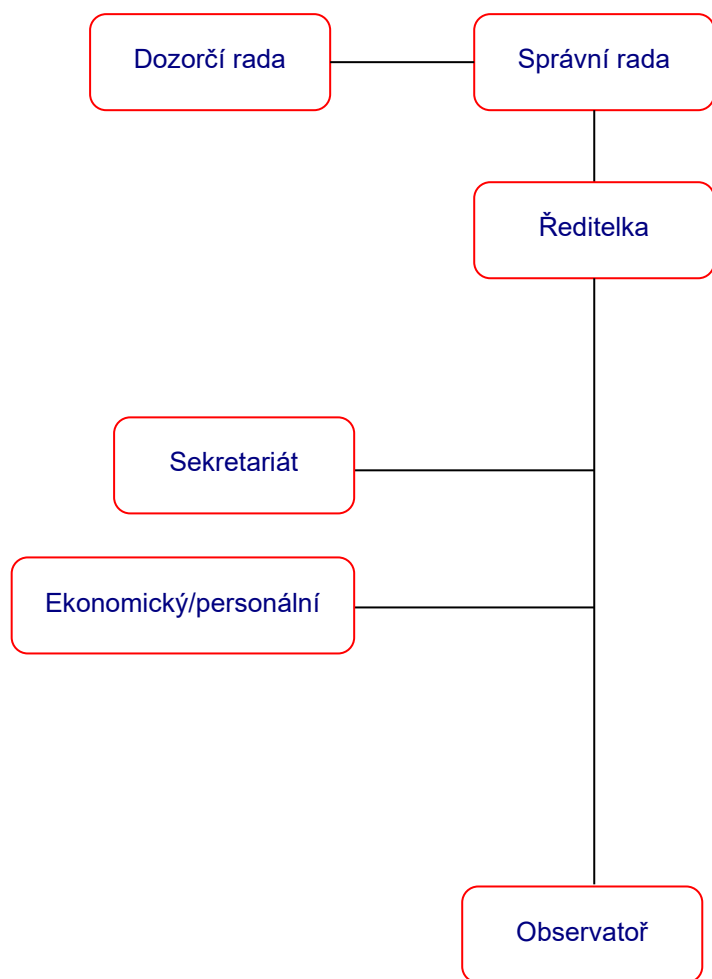 Dozorčí rada
Správní rada
Ředitelka
Sekretariát
Ekonomický/personální
Observatoř